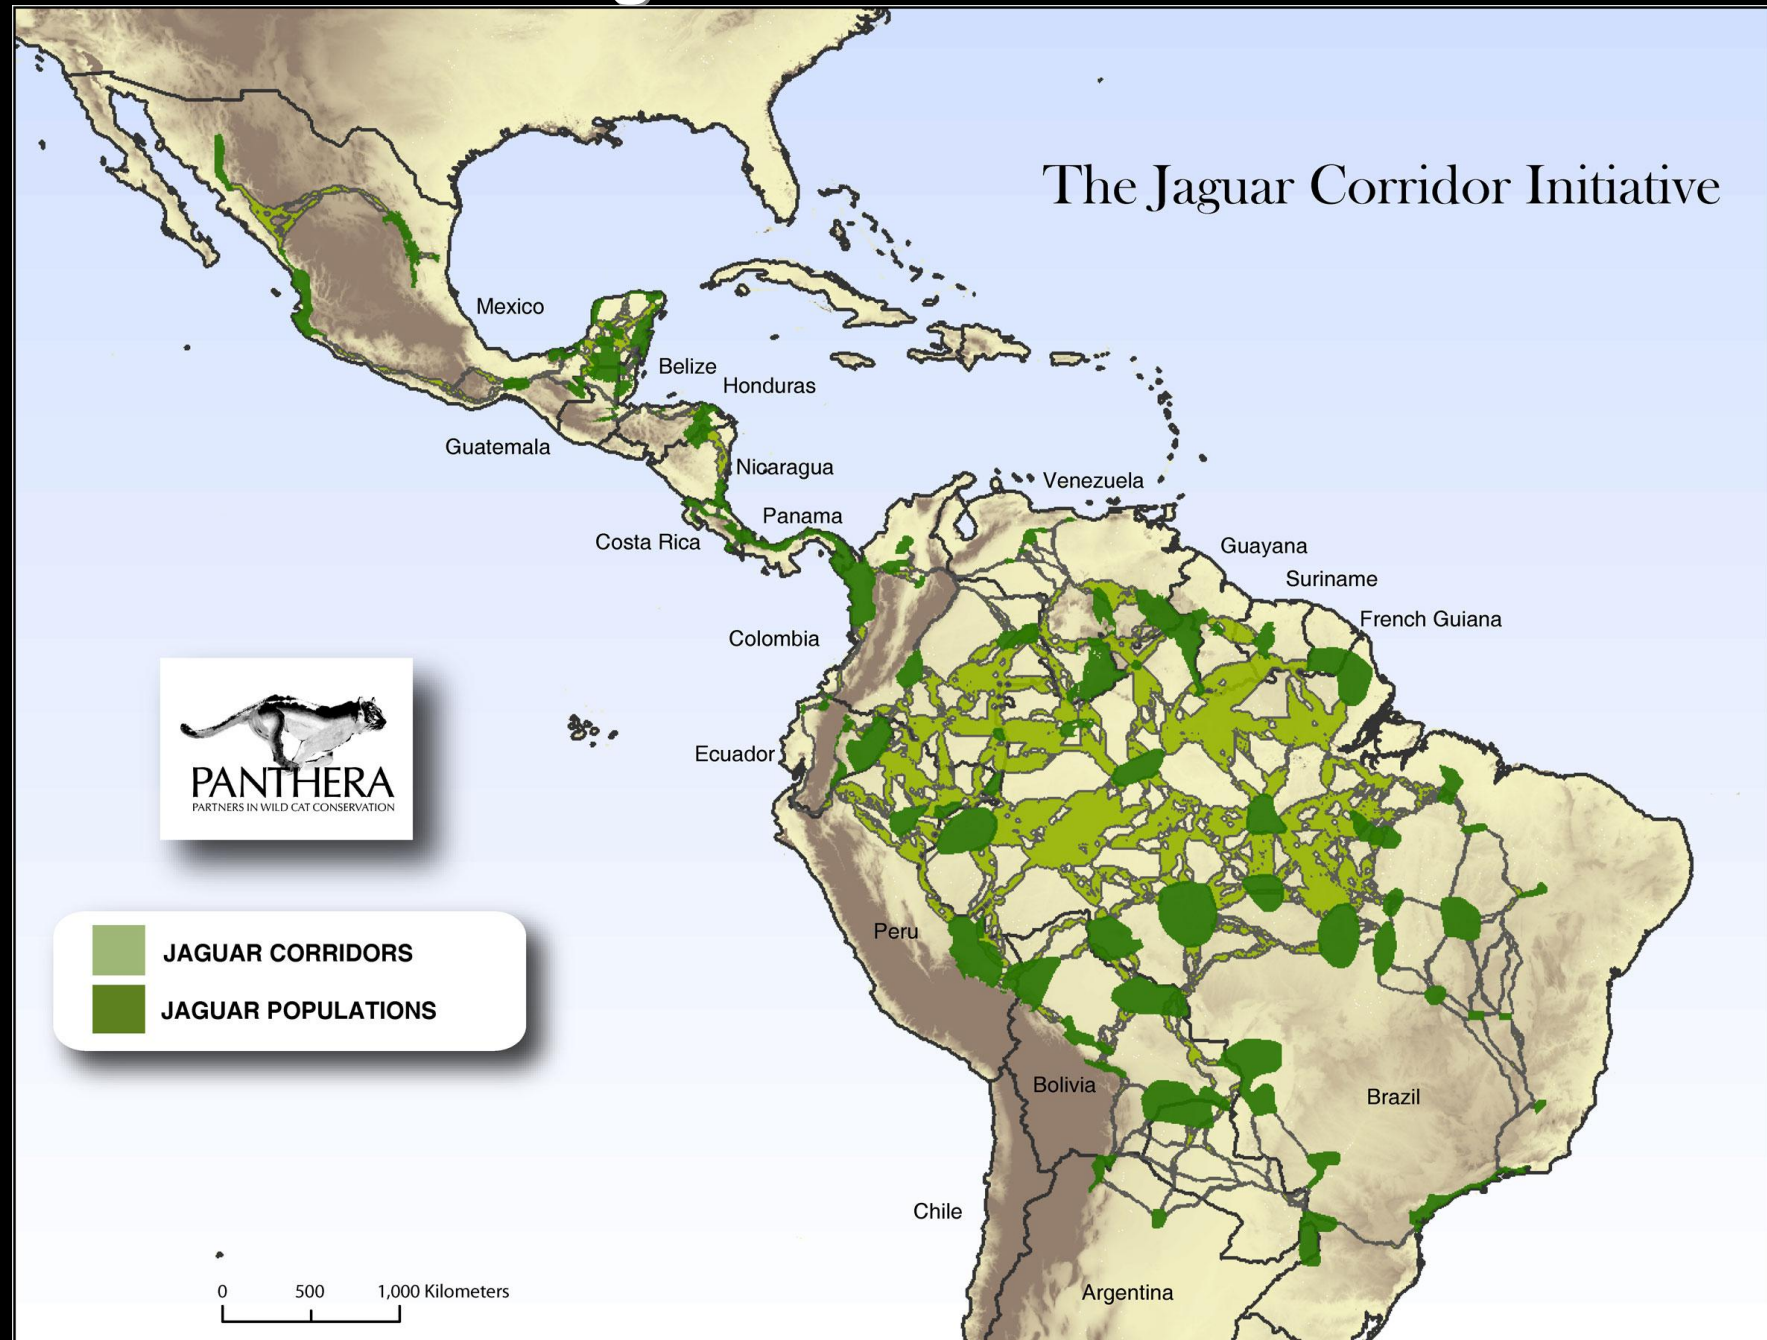 The Jaguar Corridor Initiative
Mexico
Belize
Honduras
Guatemala
Nicaragua
Venezuela
Panama
Costa Rica
Guayana
Suriname
French Guiana
Colombia
Ecuador
PANTHERA
PARTNERS IN WILD CAT CONSERVATION
Peru
JAGUAR CORRIDORS
JAGUAR POPULATIONS
Bolivia
Brazil
Chile
Argentina
0 500 1,000 Kilometers